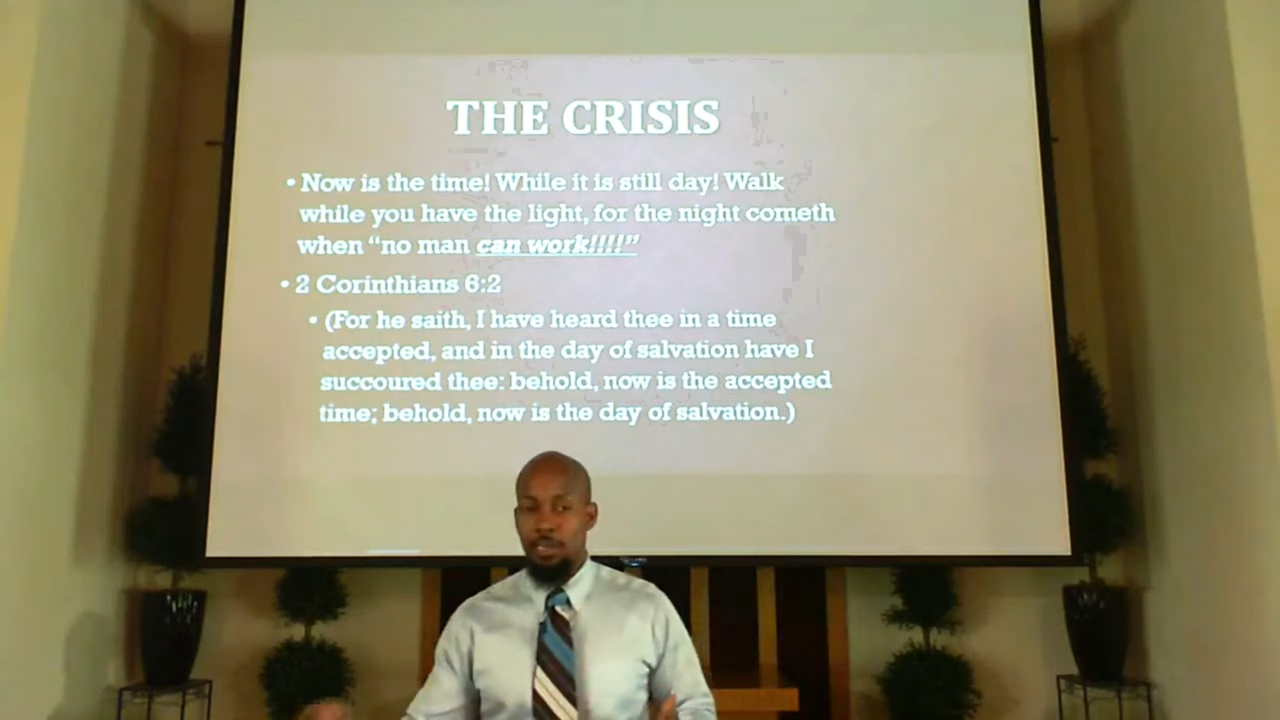 THE CRISIS
• Now is the time! While it is still day! Walk
while you have the light, for the night cometh
when “no man can work!!!!”
• 2 Corinthians 6:2
• (For he saith, I have heard thee in a time
accepted, and in the day of salvation have I
succoured thee: behold, now is the accepted
time; behold, now is the day of salvation.)